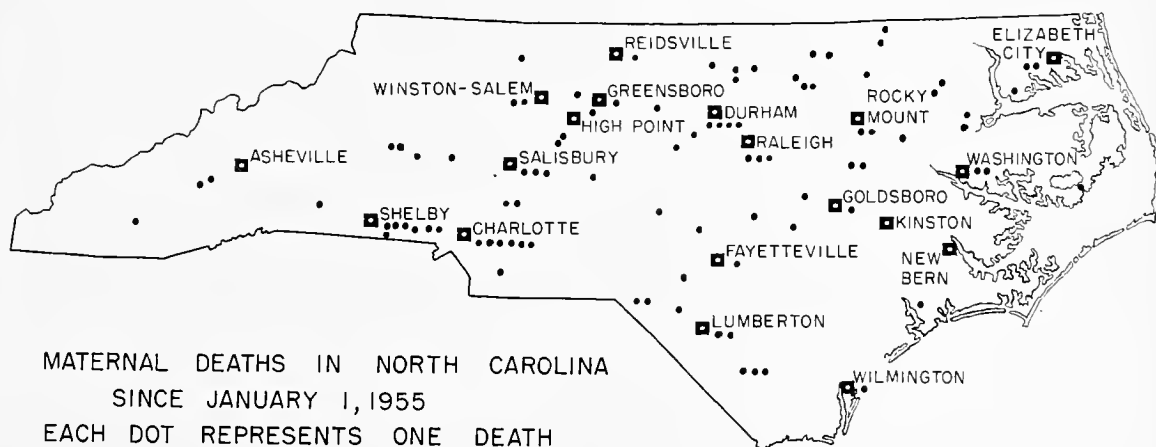 REIDSVILLE
ELIZABETH
CITY
WINSTON-SALEM
GREENSBORO
HIGH POINT
DURHAM
ROCKY
MOUNT
RALEIGH
ASHEVILLE
SALISBURY
WASHINGTON
GOLDSBORO
SHELBY
CHARLOTTE
KINSTON
FAYETTEVILLE
NEW
BERN
LUMBERTON
WILMINGTON
MATERNAL DEATHS IN NORTH CAROLINA
SINCE JANUARY 1, 1955
EACH DOT REPRESENTS ONE DEATH